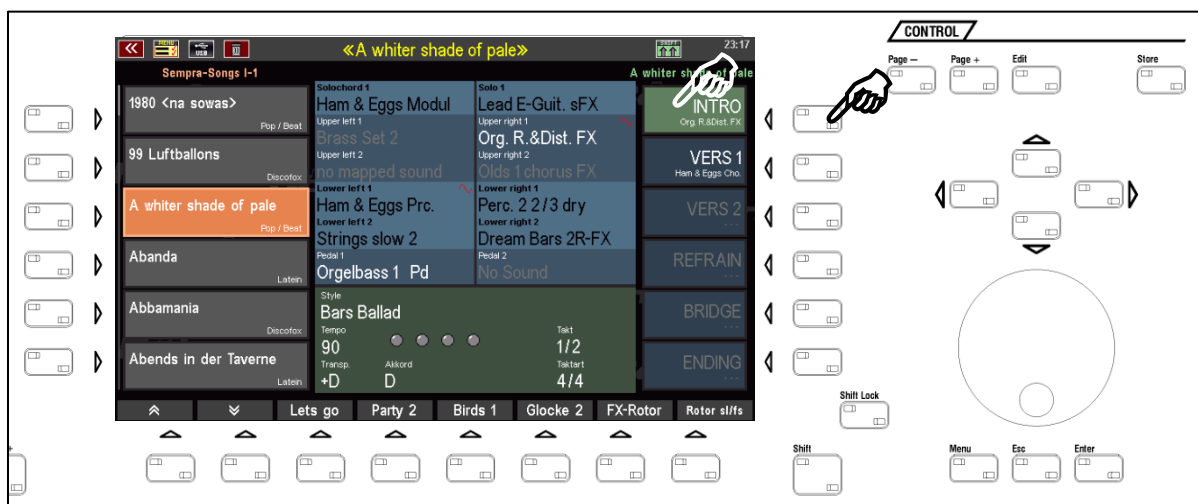 CONTROL
Page –
Page +
Edit
Store
MENU
USB
«A whiter shade of pale»
SHIFT
23:17
Sempra-Songs I-1
A whiter shade of pale
1980 <na sowas>
Pop / Beat
99 Luftballons
Discofox
A whiter shade of pale
Pop / Beat
Abanda
Latein
Abbamania
Discofox
Abends in der Taverne
Latein
Solochord 1
Ham & Eggs Modul
Solo 1
Lead E-Guit. sFX
Upper left 1
Brass Set 2
Upper right 1
Org. R.&Dist. FX
Upper left 2
no mapped sound
Upper right 2
Olds 1 chorus FX
Lower left 1
Ham & Eggs Prc.
Lower right 1
Perc. 2 2/3 dry
Lower left 2
Strings slow 2
Lower right 2
Dream Bars 2R-FX
Pedal 1
Orgelbass 1 Pd
Pedal 2
No Sound
Style
Bars Ballad
Tempo
90
Takt
1/2
Transp.
+D
Akkord
D
Taktart
4/4
INTRO
Org. R.&Dist. FX
VERS 1
Ham & Eggs Cho.
VERS 2
...
REFRAIN
...
BRIDGE
...
ENDING
...
Lets go
Party 2
Birds 1
Glocke 2
FX-Rotor
Rotor sl/fs
Shift Lock
Shift
Menu
Esc
Enter
+